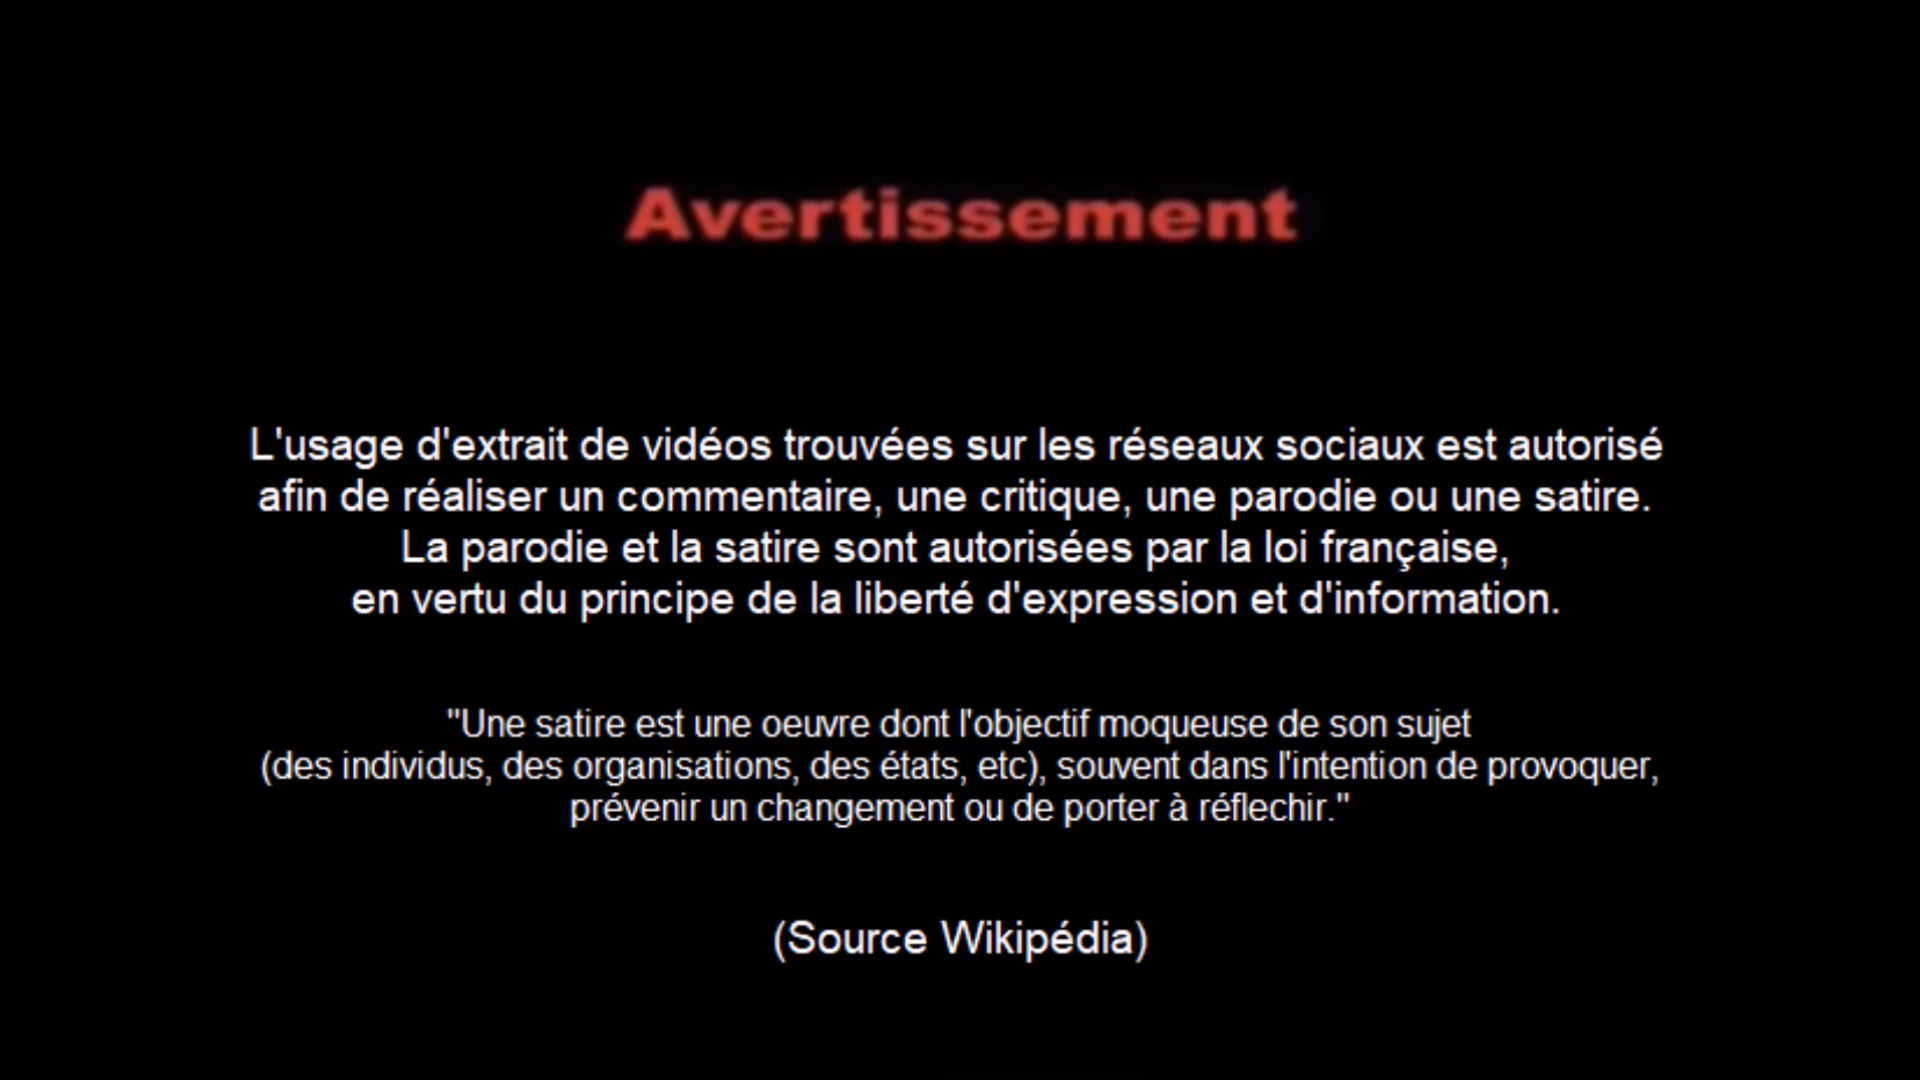 Avertissement
L'usage d'extrait de vidéos trouvées sur les réseaux sociaux est autorisé
afin de réaliser un commentaire, une critique, une parodie ou une satire.
La parodie et la satire sont autorisées par la loi française,
en vertu du principe de la liberté d'expression et d'information.
"Une satire est une oeuvre dont l'objectif moqueuse de son sujet
(des individus, des organisations, des états, etc), souvent dans l'intention de provoquer,
prévenir un changement ou de porter à réflechir."
(Source Wikipédia)